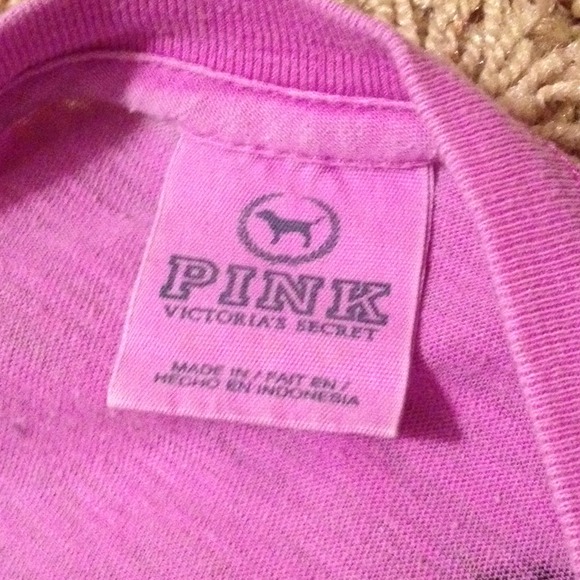 PINK
VICTORIA'S SECRET
MADE IN / FAIT EN /
HECHO EN INDONESIA